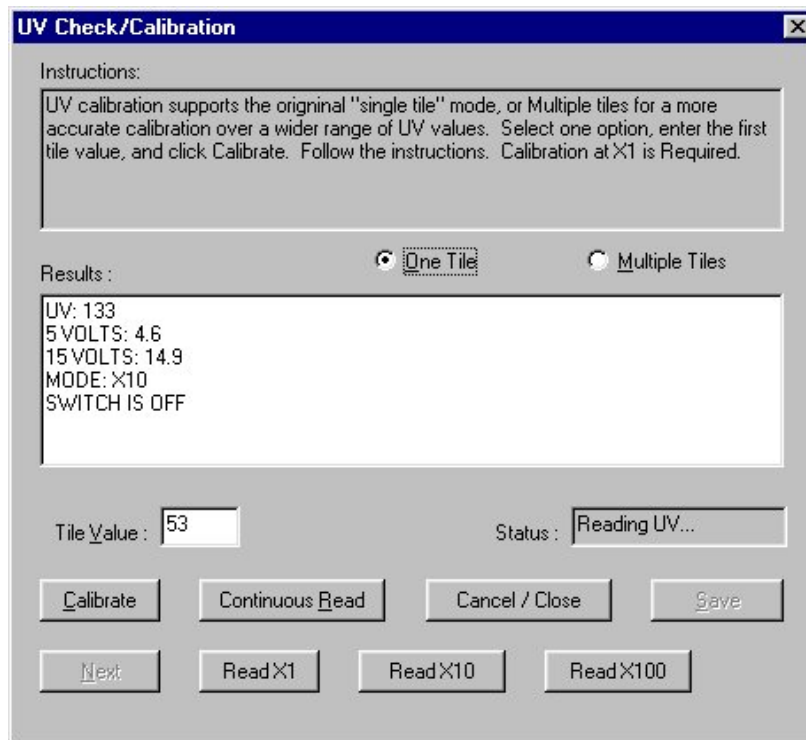 UV Check/Calibration
Instructions:
UV calibration supports the origninal "single tile" mode, or Multiple tiles for a more
accurate calibration over a wider range of UV values. Select one option, enter the first
tile value, and click Calibrate. Follow the instructions. Calibration at X1 is Required.
One Tile
Multiple Tiles
Results :
UV: 133
5 VOLTS: 4.6
15 VOLTS: 14.9
MODE: X10
SWITCH IS OFF
Tile Value : 53
Status : Reading UV...
Calibrate
Continuous Read
Cancel / Close
Save
Next
Read X1
Read X10
Read X100